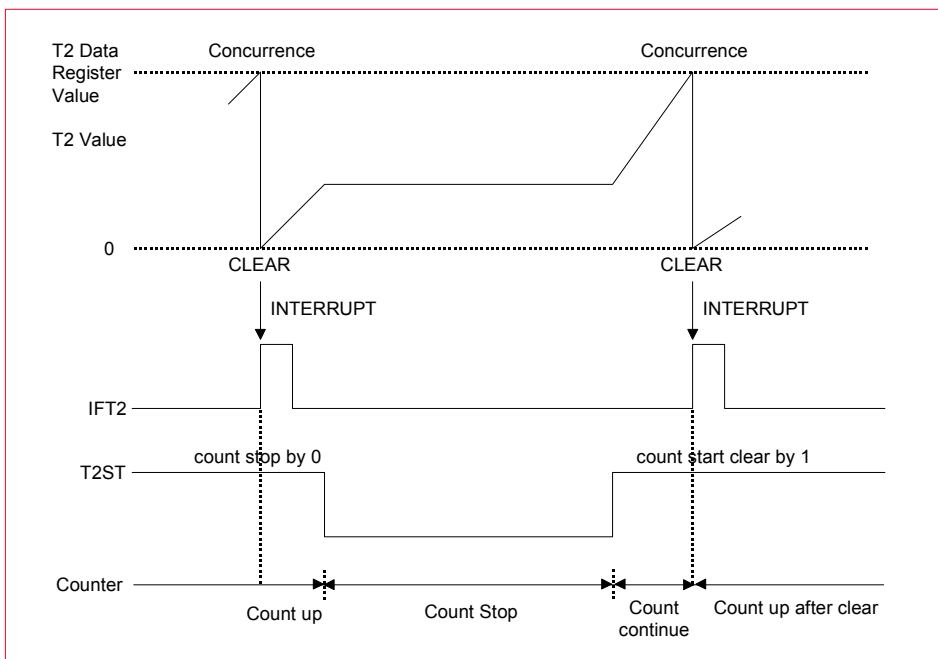 T2 Data
Register
Value
Concurrence
Concurrence
T2 Value
0
CLEAR
CLEAR
INTERRUPT
INTERRUPT
IFT2
count stop by 0
count start clear by 1
T2ST
Counter
Count up
Count Stop
Count
continue
Count up after clear